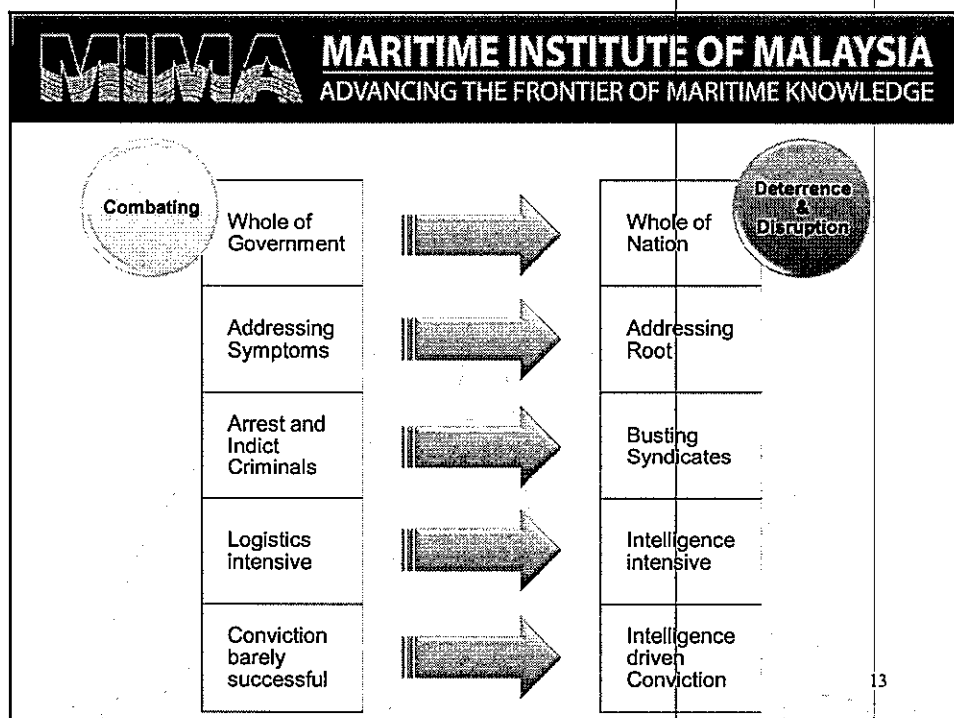 MIMA MARITIME INSTITUTE OF MALAYSIA
ADVANCING THE FRONTIER OF MARITIME KNOWLEDGE
Combating
Deterrence
&
Disruption
Whole of
Government
Whole of
Nation
Addressing
Symptoms
Addressing
Root
Arrest and
Indict
Criminals
Busting
Syndicates
Logistics
intensive
Intelligence
intensive
Conviction
barely
successful
Intelligence
driven
Conviction
13